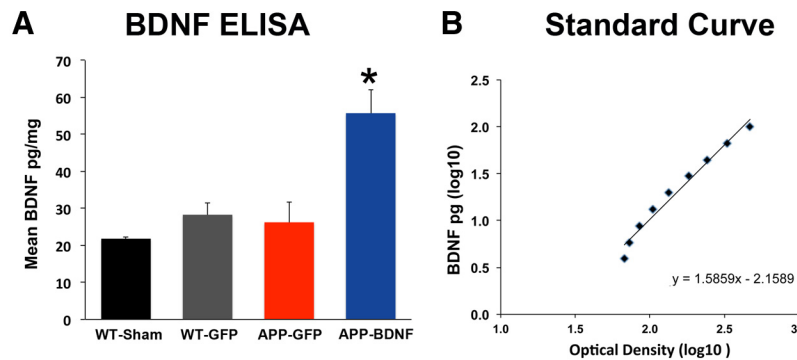 A BDNF ELISA
Mean BDNF pg/mg
70
60
50
40
30
20
10
0
*
WT-Sham WT-GFP APP-GFP APP-BDNF
B Standard Curve
BDNF pg (log10)
2.5
2.0
1.5
1.0
0.5
0.0
y = 1.5859x - 2.1589
1.0 1.5 2.0 2.5
Optical Density (log10 )